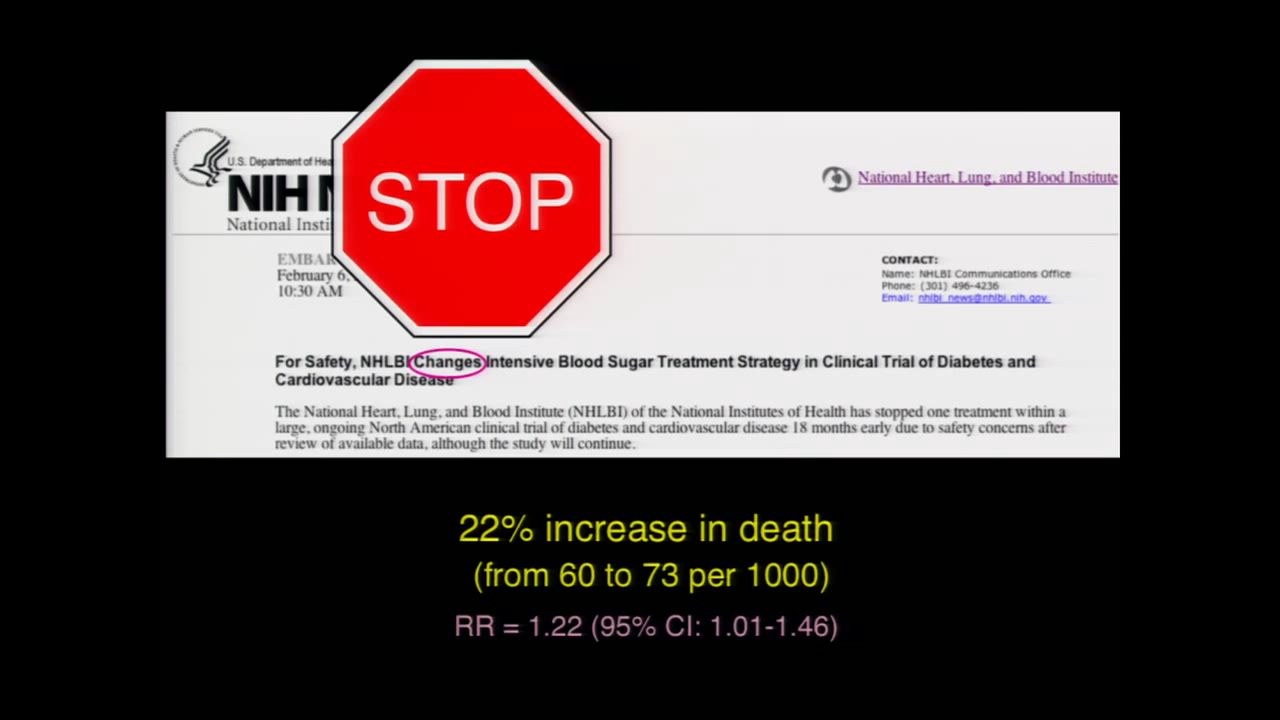 STOP
U.S. Department of
NIH
National
National Heart, Lung, and Blood Institute
February 6,
10:30 AM
CONTACT:
Name: NHLBI Communications Office
Phone: (301) 496-4236
Email: nhlbi_news@nhlbi.nih.gov
For Safety, NHLBI Changes Intensive Blood Sugar Treatment Strategy in Clinical Trial of Diabetes and
Cardiovascular Disease
The National Heart, Lung, and Blood Institute (NHLBI) of the National Institutes of Health has stopped one treatment within a
large, ongoing North American clinical trial of diabetes and cardiovascular disease 18 months early due to safety concerns after
review of available data, although the study will continue.
22% increase in death
(from 60 to 73 per 1000)
RR = 1.22 (95% CI: 1.01-1.46)